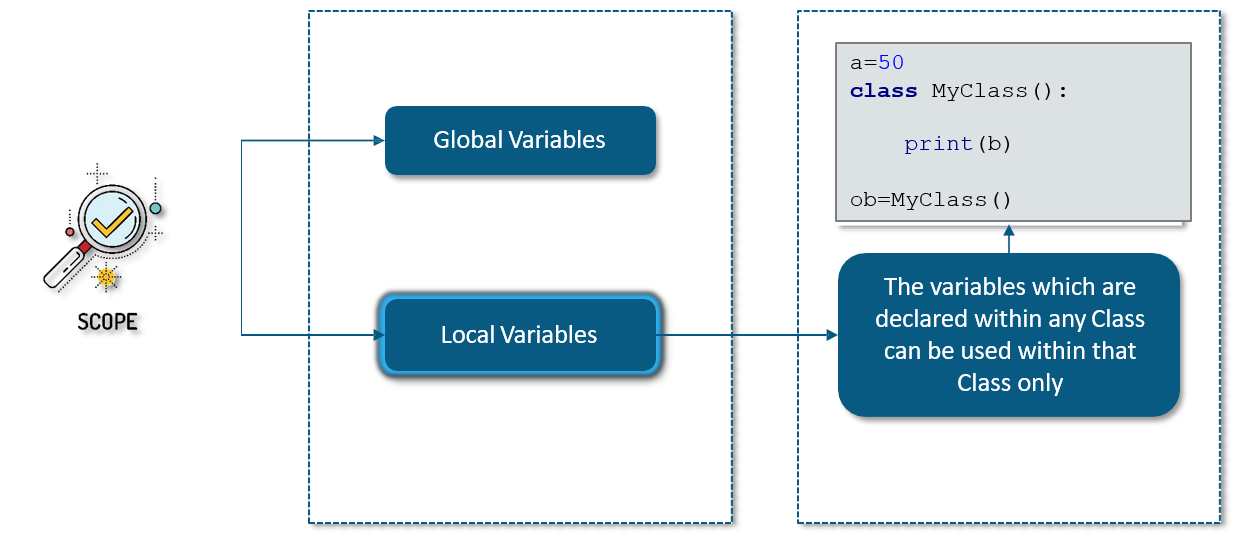 SCOPE
Global Variables
Local Variables
a=50
class MyClass():
    print(b)
ob=MyClass()
The variables which are
declared within any Class
can be used within that
Class only